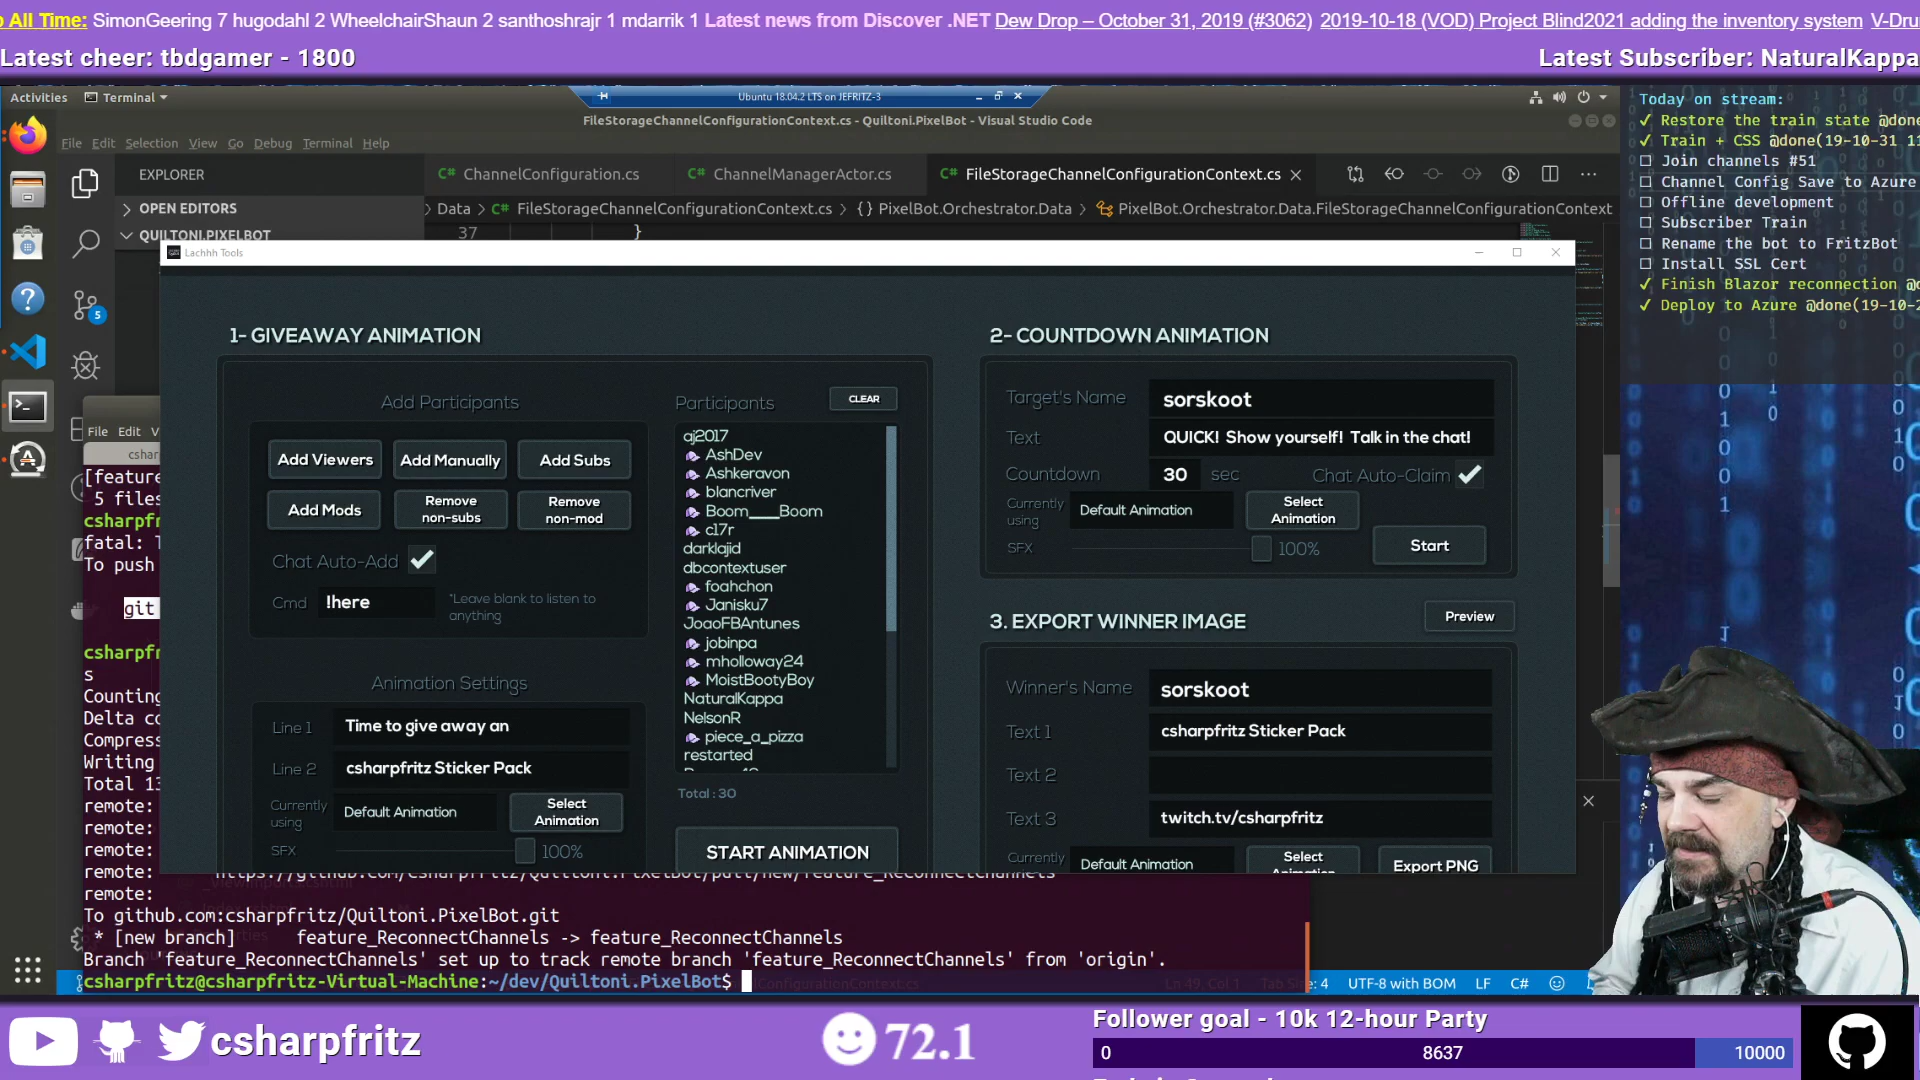 All Time: SimonGeering 7 hugodahl 2 WheelchairShaun 2 santhoshrajr 1 mdarrik 1 Latest news from Discover .NET Dew Drop – October 31, 2019 (#3062) 2019-10-18 (VOD) Project Blind2021 adding the inventory system V-Dru
Latest cheer: tbdgamer - 1800
Latest Subscriber: NaturalKappa
Activities
Terminal
Ubuntu 18.04.2 LTS on JEFRITZ-3
FileStorageChannelConfigurationContext.cs - Quiltoni.PixelBot - Visual Studio Code
File Edit Selection View Go Debug Terminal Help
EXPLORER
ChannelConfiguration.cs
ChannelManagerActor.cs
FileStorageChannelConfigurationContext.cs
OPEN EDITORS
Data > FileStorageChannelConfigurationContext.cs > {} PixelBot.Orchestrator.Data > PixelBot.Orchestrator.Data.FileStorageChannelConfigurationContext
QUILTONI.PIXELBOT
37 }
Today on stream:
✓ Restore the train state @done
✓ Train + CSS @done(19-10-31 11
☐ Join channels #51
☐ Channel Config Save to Azure
☐ Offline development
☐ Subscriber Train
☐ Rename the bot to FritzBot
☐ Install SSL Cert
✓ Finish Blazor reconnection @d
✓ Deploy to Azure @done(19-10-2
5
Lachhh Tools
1- GIVEAWAY ANIMATION
Add Participants
Add Viewers
Add Manually
Add Subs
Add Mods
Remove non-subs
Remove non-mod
Chat Auto-Add
Cmd !here
*Leave blank to listen to anything
Animation Settings
Line 1 Time to give away an
Line 2 csharpfritz Sticker Pack
Currently using Default Animation
Select Animation
SFX 100%
Participants
CLEAR
aj2017
AshDev
Ashkeravon
blancriver
Boom___Boom
c17r
darklajid
dbcontextuser
foahchon
Janisku7
JoaoFBAntunes
jobinpa
mholloway24
MoistBootyBoy
NaturalKappa
NelsonR
piece_a_pizza
restarted
Total : 30
START ANIMATION
2- COUNTDOWN ANIMATION
Target's Name sorskoot
Text QUICK! Show yourself! Talk in the chat!
Countdown 30 sec
Chat Auto-Claim
Currently using Default Animation
Select Animation
SFX 100%
Start
3. EXPORT WINNER IMAGE
Preview
Winner's Name sorskoot
Text 1 csharpfritz Sticker Pack
Text 2
Text 3 twitch.tv/csharpfritz
Currently Default Animation
Select
Export PNG
File Edit V
csharp
[feature
5 files
csharpfr
fatal: T
To push
git
csharpfr
s
Counting
Delta co
Compress
Writing
Total 13
remote:
remote:
remote:
remote:
remote:
To github.com:csharpfritz/Quiltoni.PixelBot.git
* [new branch] feature_ReconnectChannels -> feature_ReconnectChannels
Branch 'feature_ReconnectChannels' set up to track remote branch 'feature_ReconnectChannels' from 'origin'.
csharpfritz@csharpfritz-Virtual-Machine:~/dev/Quiltoni.PixelBot$
Ln 49, Col 1
4 UTF-8 with BOM LF C#
csharpfritz
72.1
Follower goal - 10k 12-hour Party
0 8637 10000